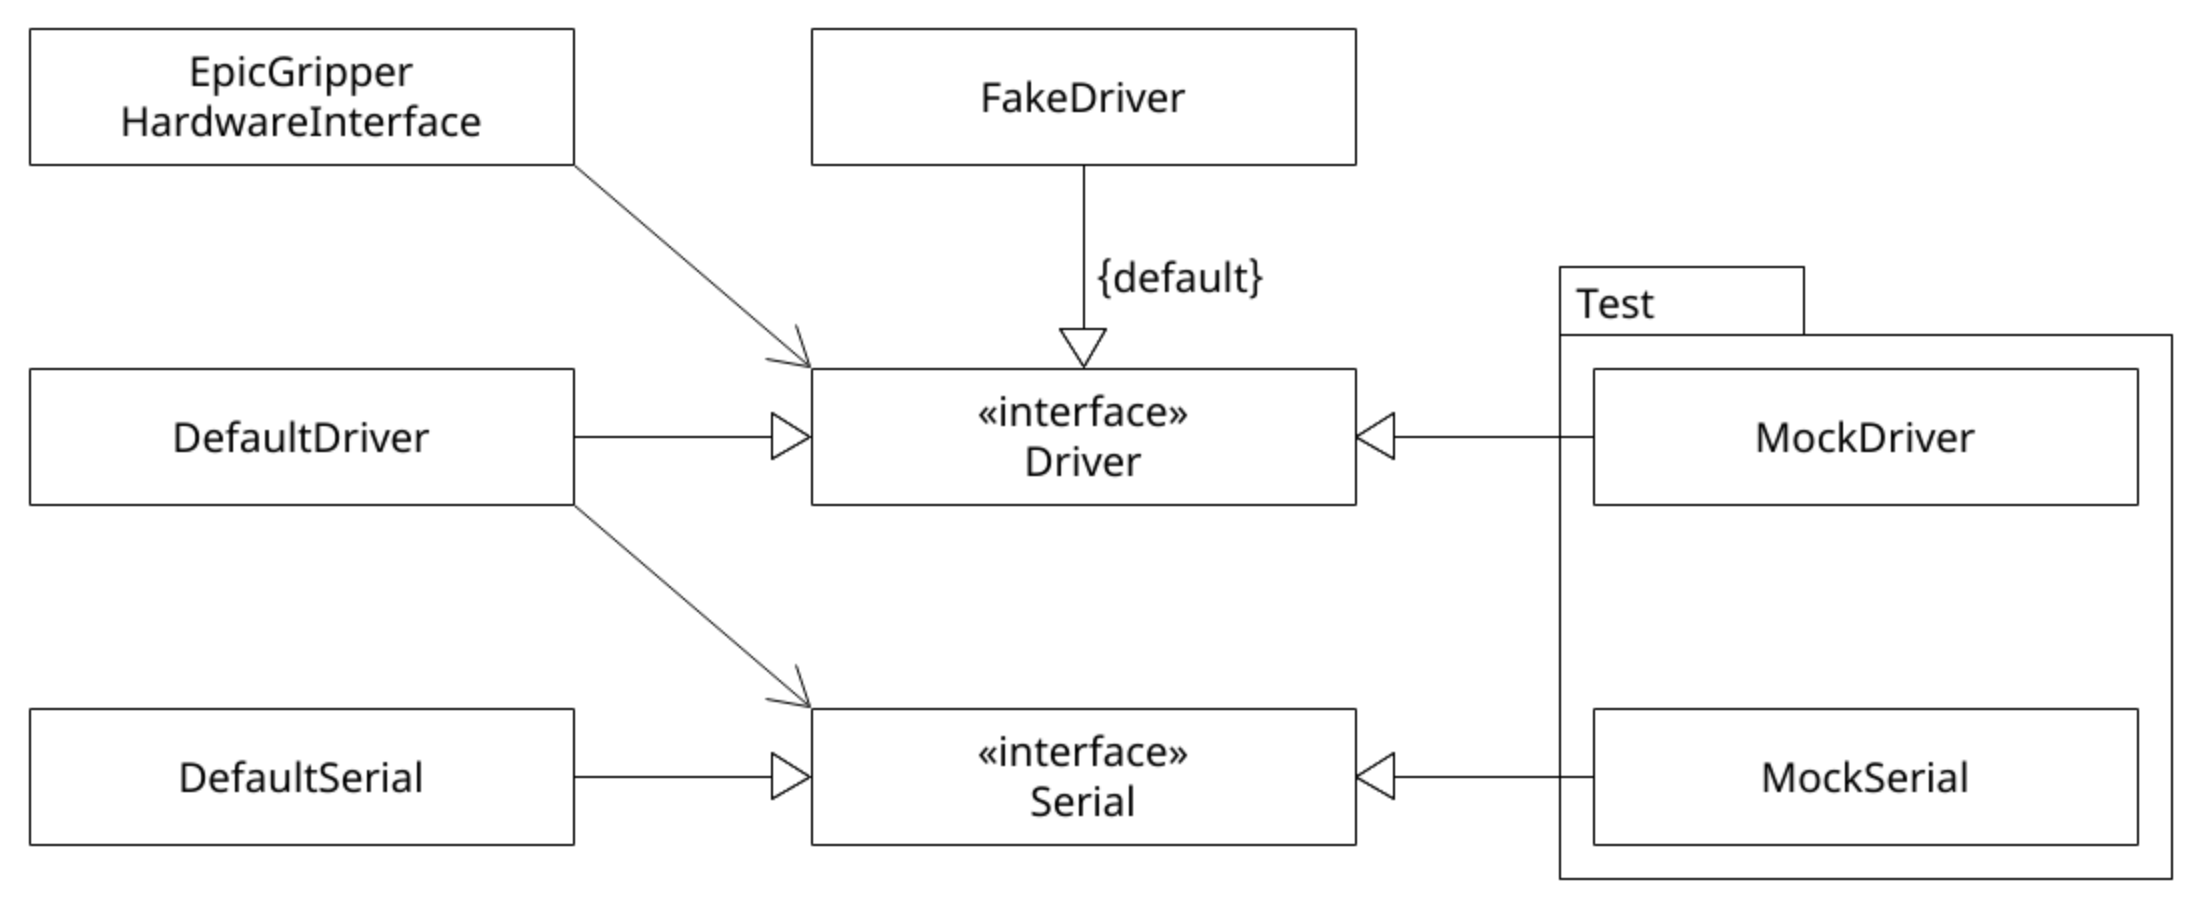 EpicGripper
HardwareInterface
FakeDriver
{default}
Test
DefaultDriver
«interface»
Driver
MockDriver
DefaultSerial
«interface»
Serial
MockSerial